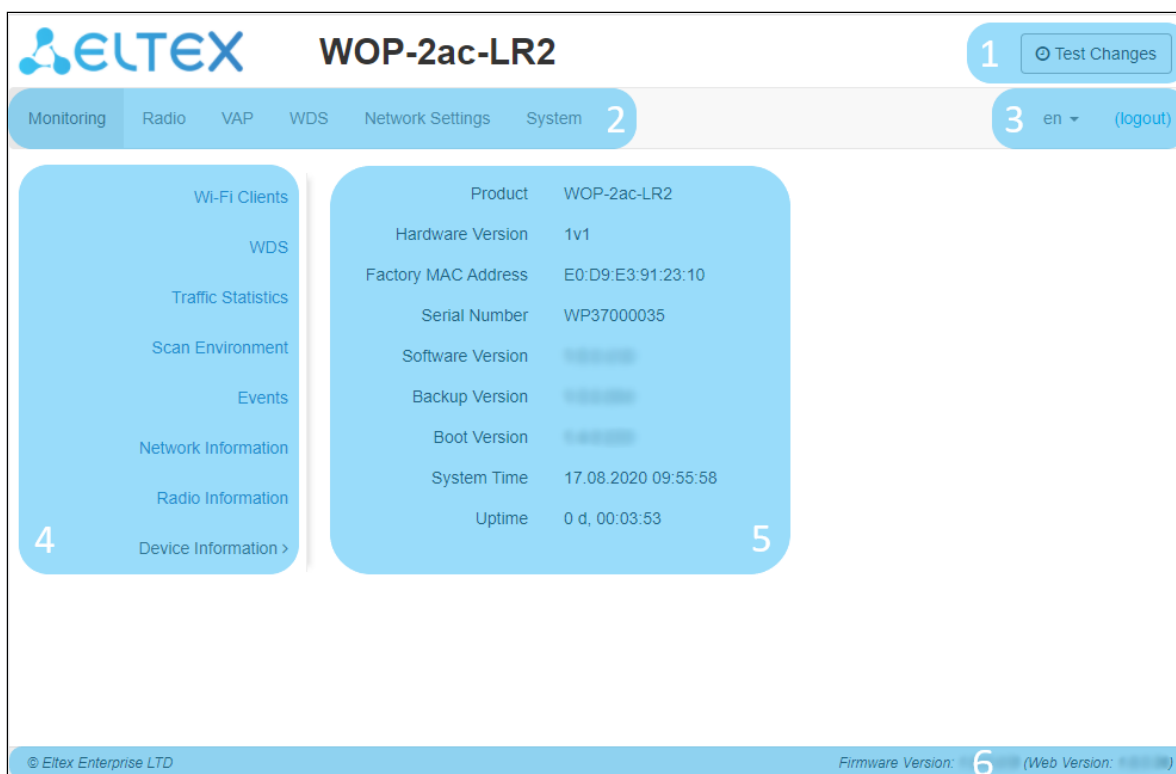 ELTEX WOP-2ac-LR2 1 Test Changes
Monitoring Radio VAP WDS Network Settings System 2 3 en (logout)
Wi-Fi Clients
WDS
Traffic Statistics
Scan Environment
Events
Network Information
Radio Information
4 Device Information >
Product WOP-2ac-LR2
Hardware Version 1v1
Factory MAC Address E0:D9:E3:91:23:10
Serial Number WP37000035
Software Version
Backup Version
Boot Version
System Time 17.08.2020 09:55:58
Uptime 0 d, 00:03:53
5
© Eltex Enterprise LTD Firmware Version: 6 (Web Version: )